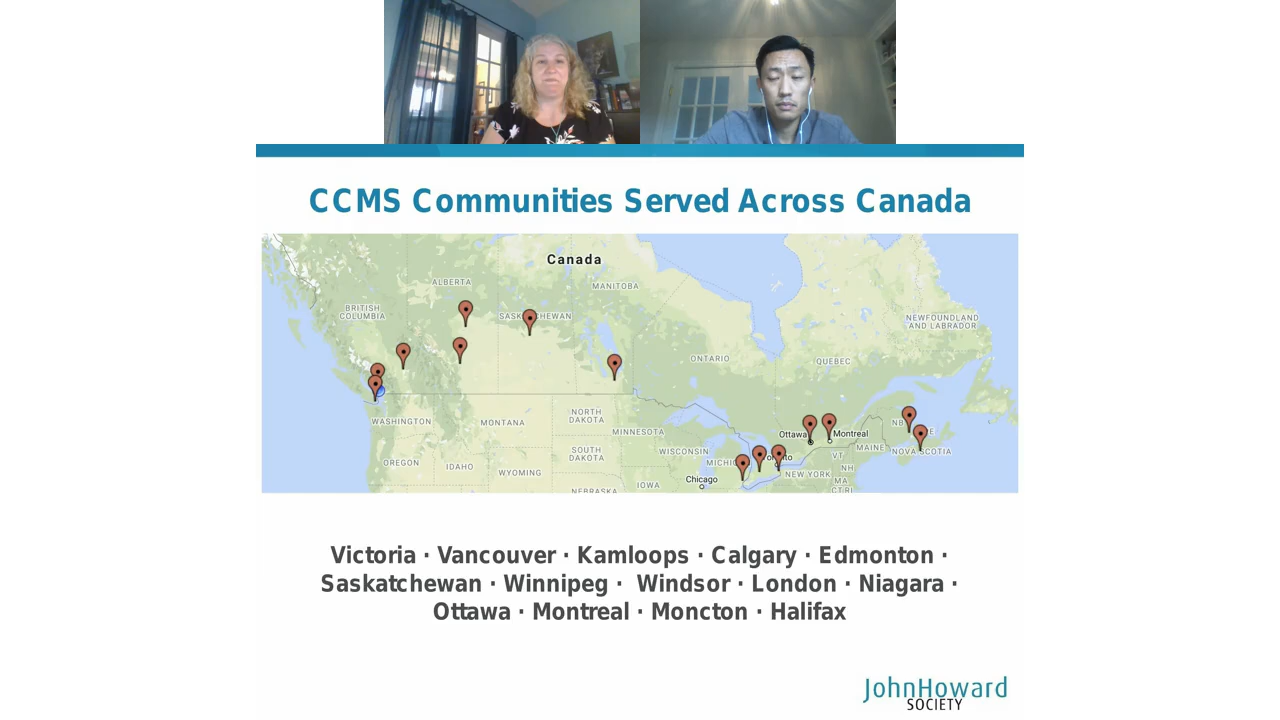 CCMS Communities Served Across Canada
Canada
ALBERTA
MANITOBA
BRITISH
COLUMBIA
NEWFOUNDLAND
AND LABRADOR
ONTARIO
QUEBEC
WASHINGTON
MONTANA
NORTH
DAKOTA
MINNESOTA
Ottawa
Montreal
NB
MAINE
NOVA SCOTIA
OREGON
IDAHO
WYOMING
SOUTH
DAKOTA
WISCONSIN
VT
NH
NEW YORK
MA
CT RI
Chicago
IOWA
NEBRASKA
Victoria · Vancouver · Kamloops · Calgary · Edmonton ·
Saskatchewan · Winnipeg · Windsor · London · Niagara ·
Ottawa · Montreal · Moncton · Halifax
JohnHoward
SOCIETY